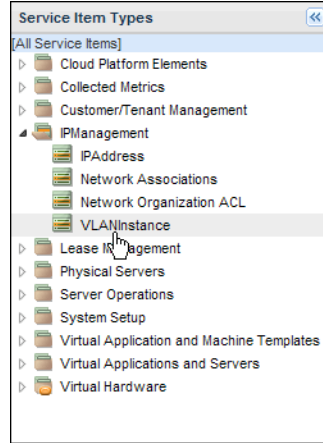 Service Item Types
[All Service Items]
Cloud Platform Elements
Collected Metrics
Customer/Tenant Management
IPManagement
IPAddress
Network Associations
Network Organization ACL
VLANInstance
Lease Management
Physical Servers
Server Operations
System Setup
Virtual Application and Machine Templates
Virtual Applications and Servers
Virtual Hardware